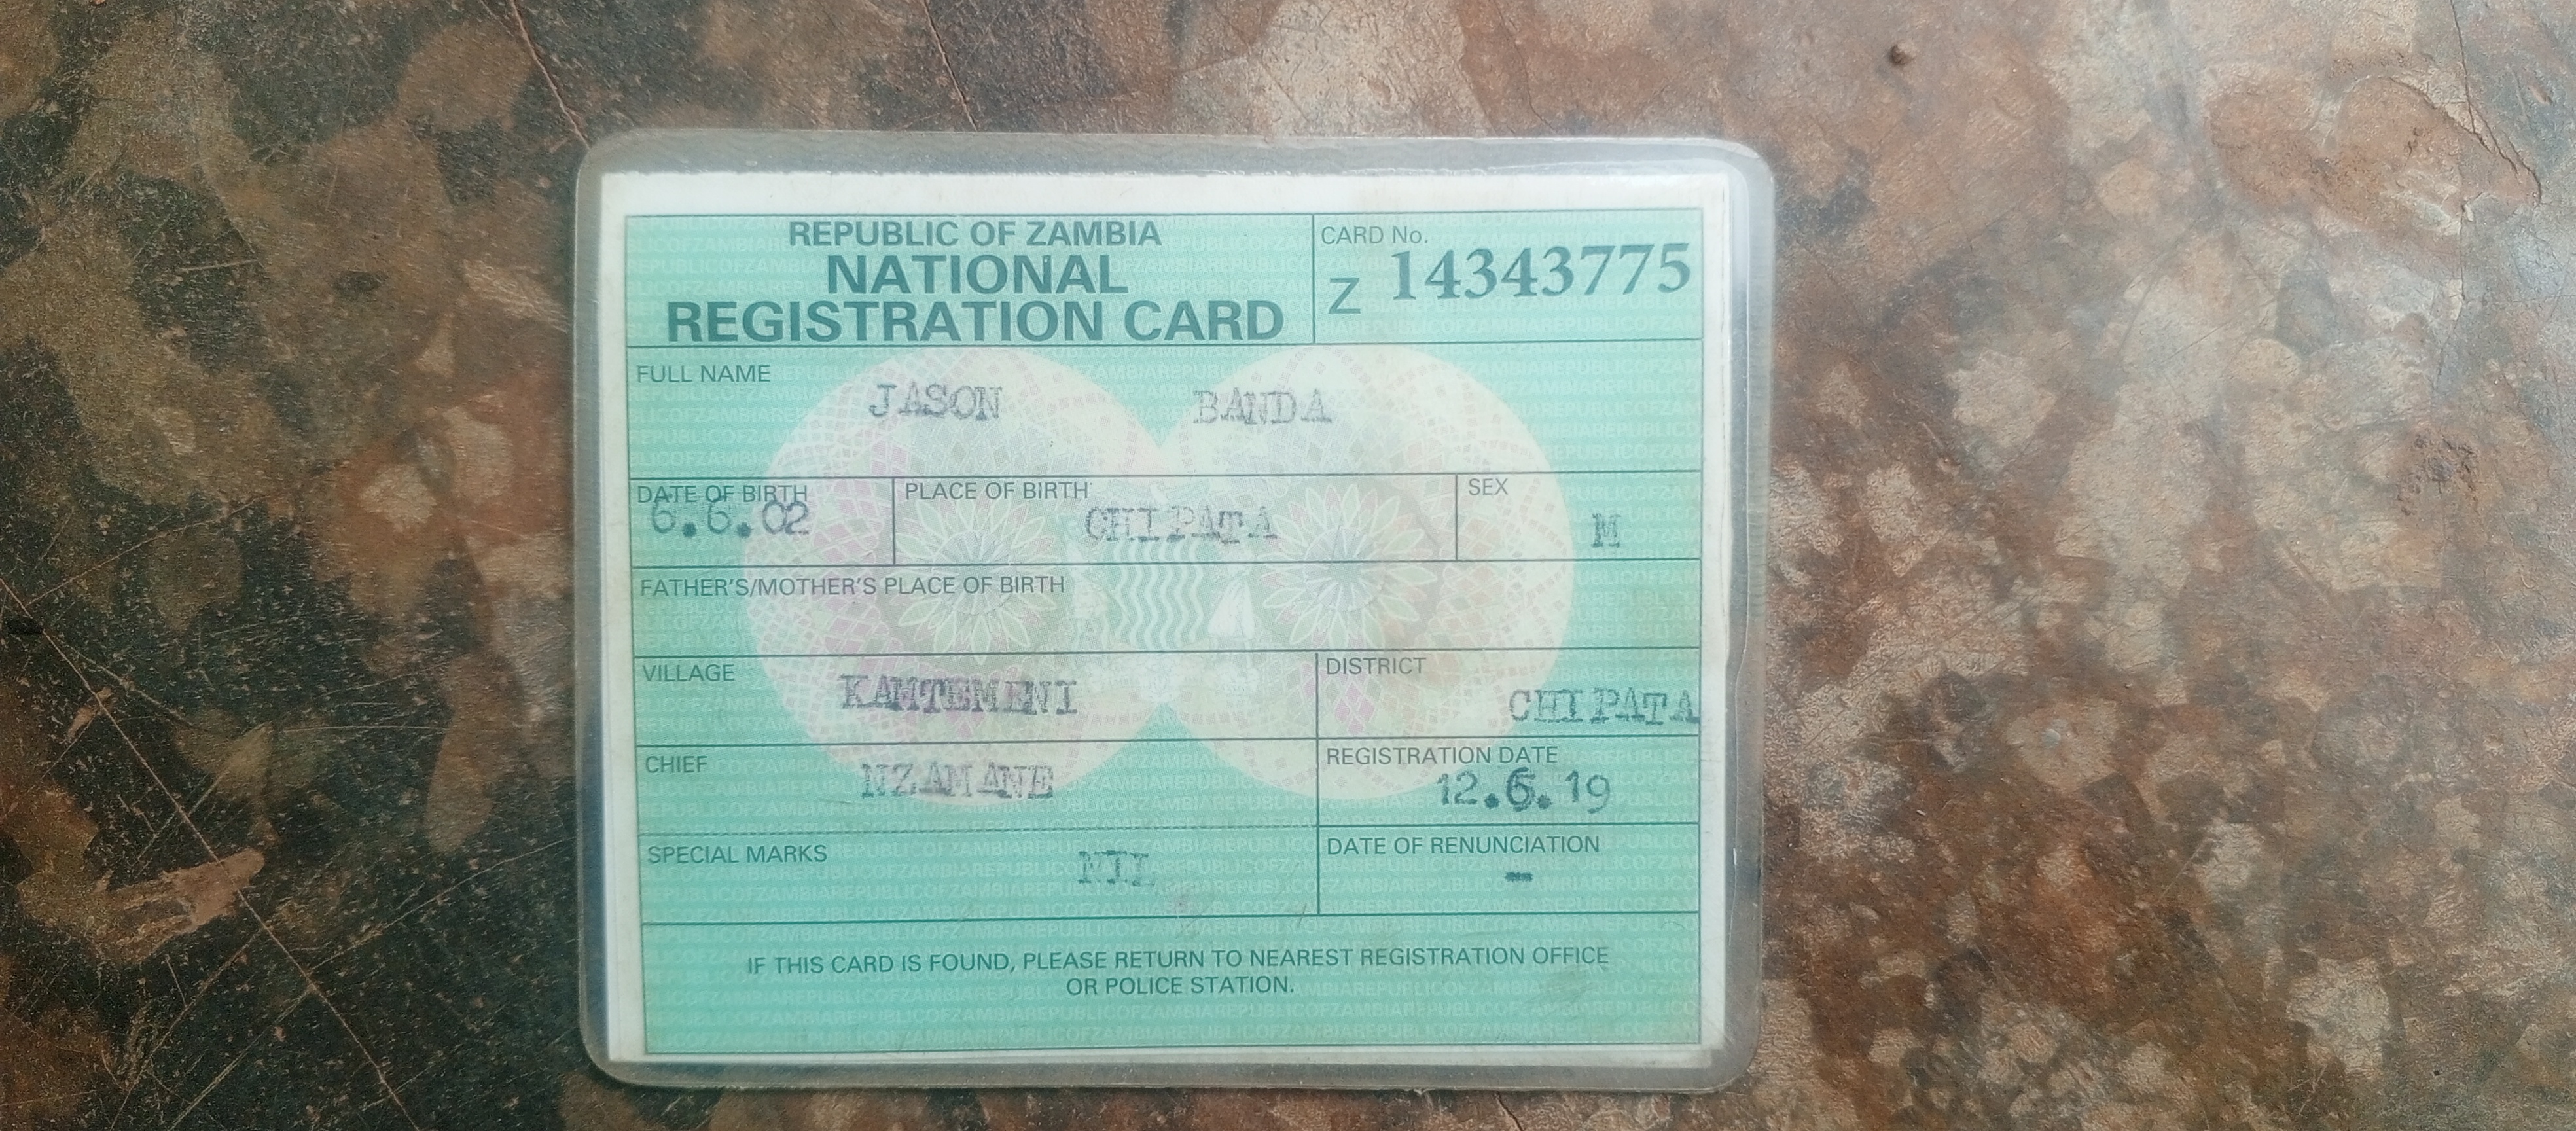 REPUBLIC OF ZAMBIA
NATIONAL
REGISTRATION CARD
CARD No.
Z 14343775
FULL NAME
JASON BANDA
DATE OF BIRTH
6.6.02
PLACE OF BIRTH
CHIPATA
SEX
M
FATHER'S/MOTHER'S PLACE OF BIRTH
VILLAGE
DISTRICT
CHIPATA
CHIEF
NZAMANE
REGISTRATION DATE
12.6.19
SPECIAL MARKS
NIL
DATE OF RENUNCIATION
-
IF THIS CARD IS FOUND, PLEASE RETURN TO NEAREST REGISTRATION OFFICE
OR POLICE STATION.